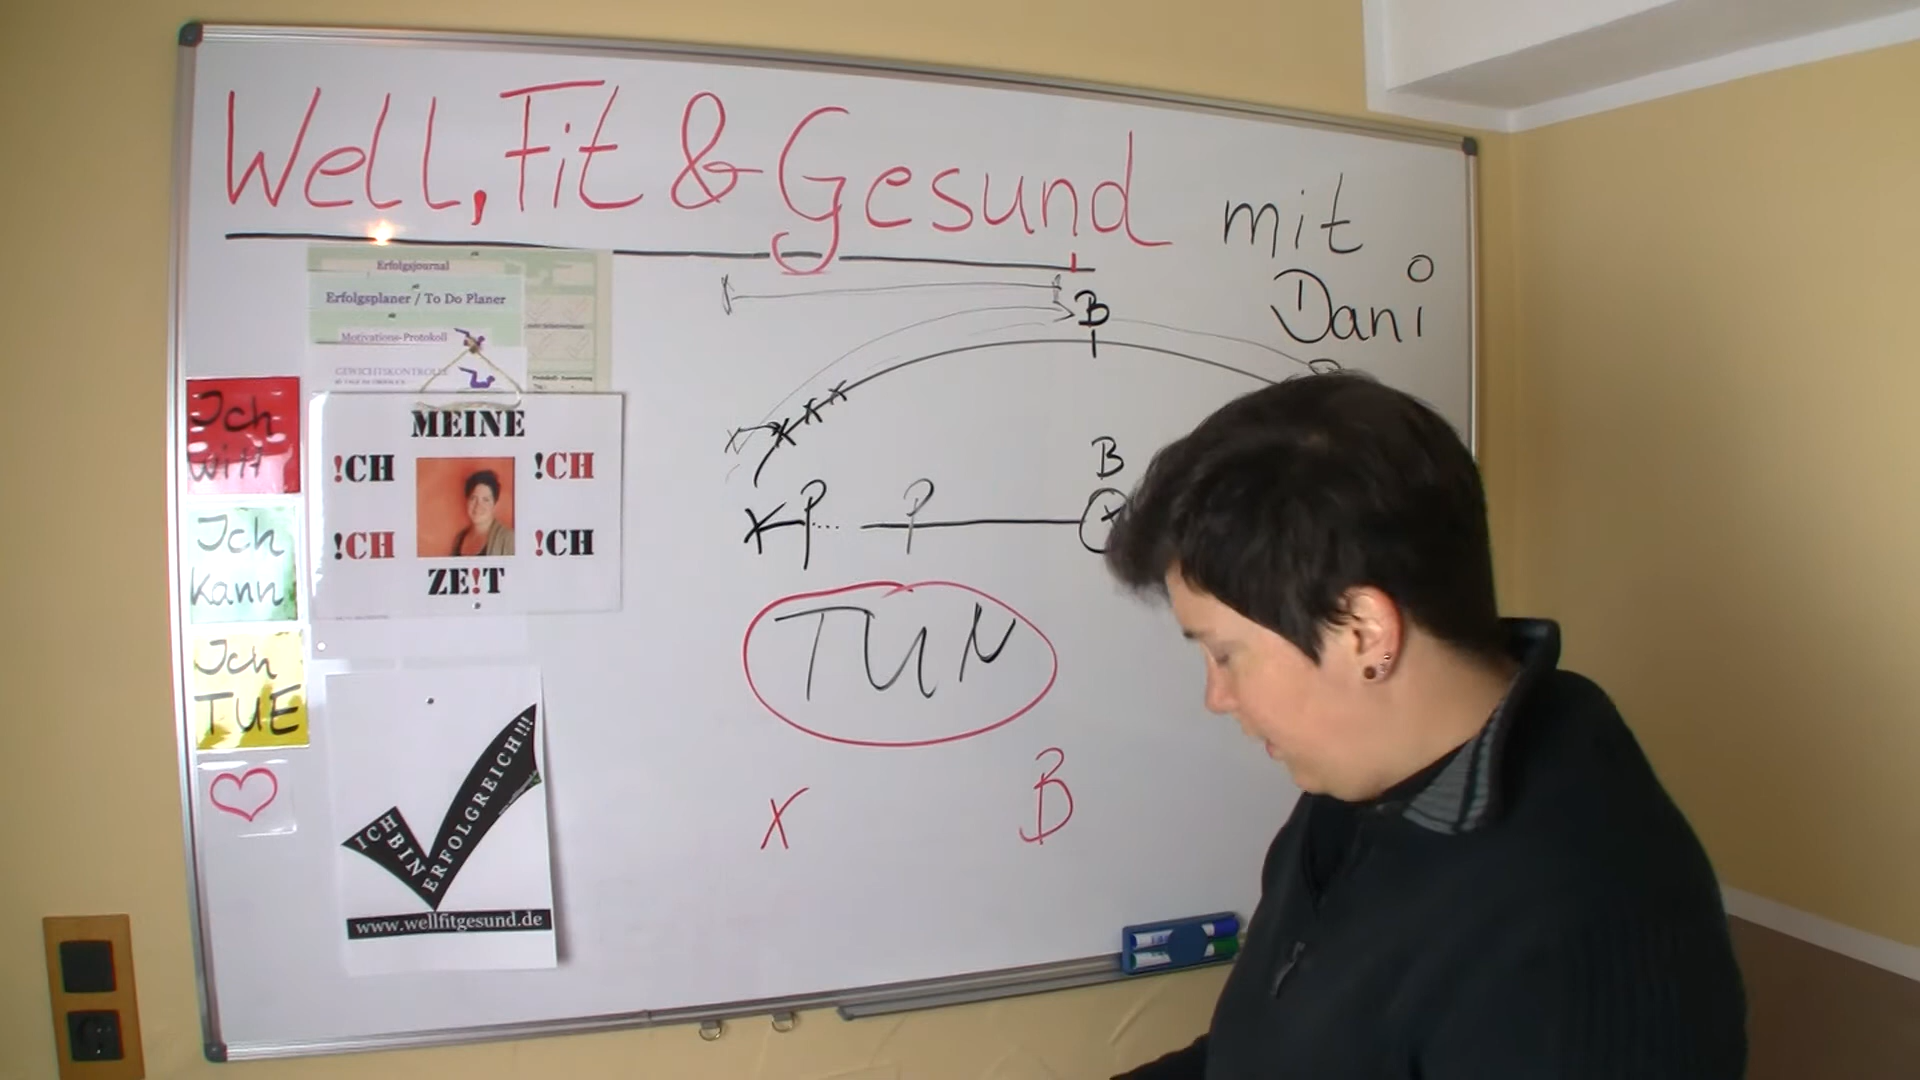 Well, Fit & Gesund mit
Dani
Erfolgsjournal
Erfolgsplaner / To Do Planer
Motivations-Protokoll
GEWICHTSKONTROLLE
B
Ich
will
Ich
kann
Ich
TUE
MEINE
!CH !CH
!CH !CH
ZE!T
B
X P .... P
TUN
X B
ICH BIN ERFOLGREICH!!!
www.wellfitgesund.de